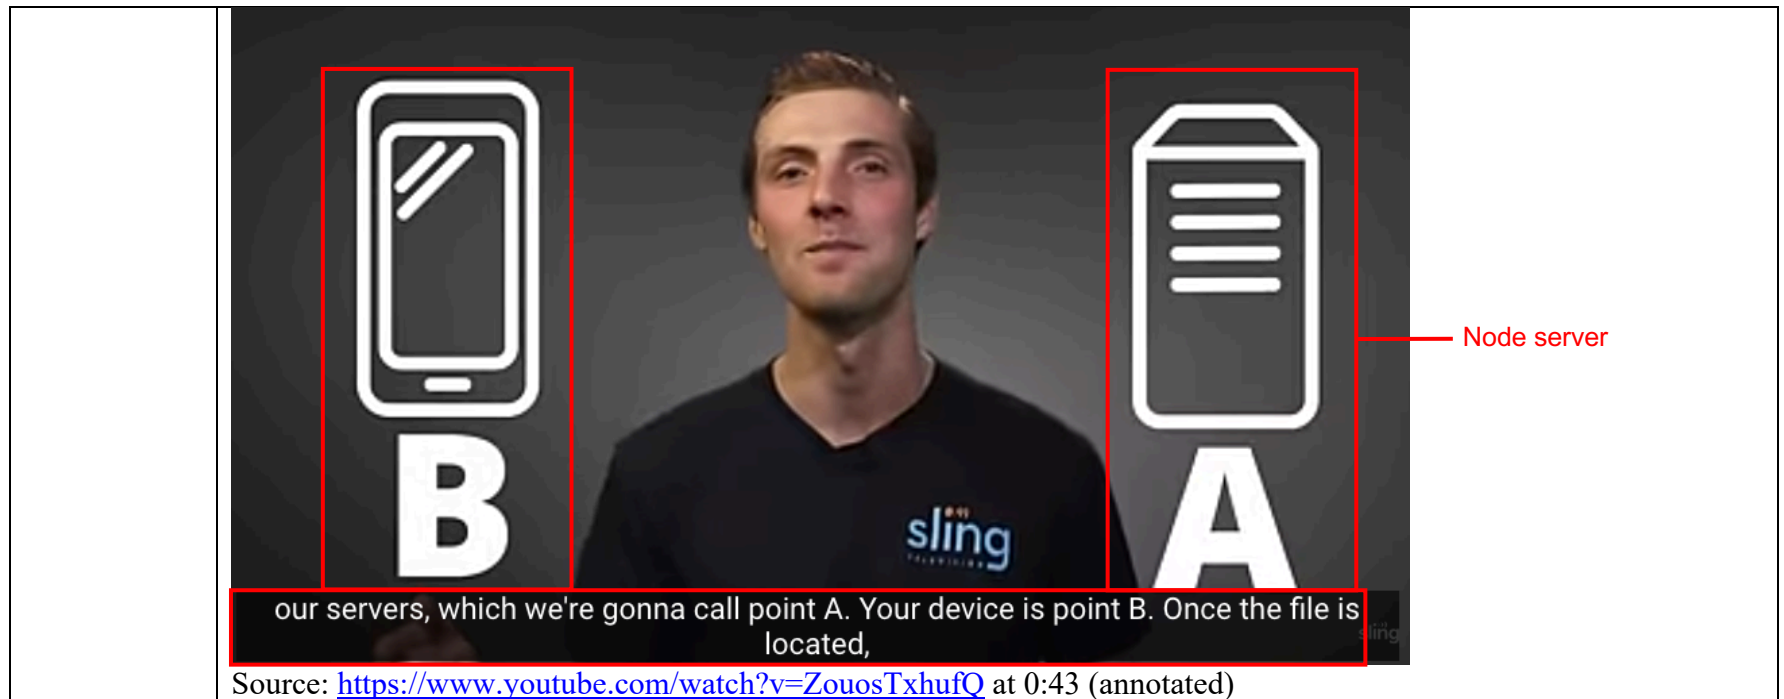 B
A
Node server
sling
our servers, which we're gonna call point A. Your device is point B. Once the file is
located,
sling
Source: https://www.youtube.com/watch?v=ZouosTxhufQ at 0:43 (annotated)